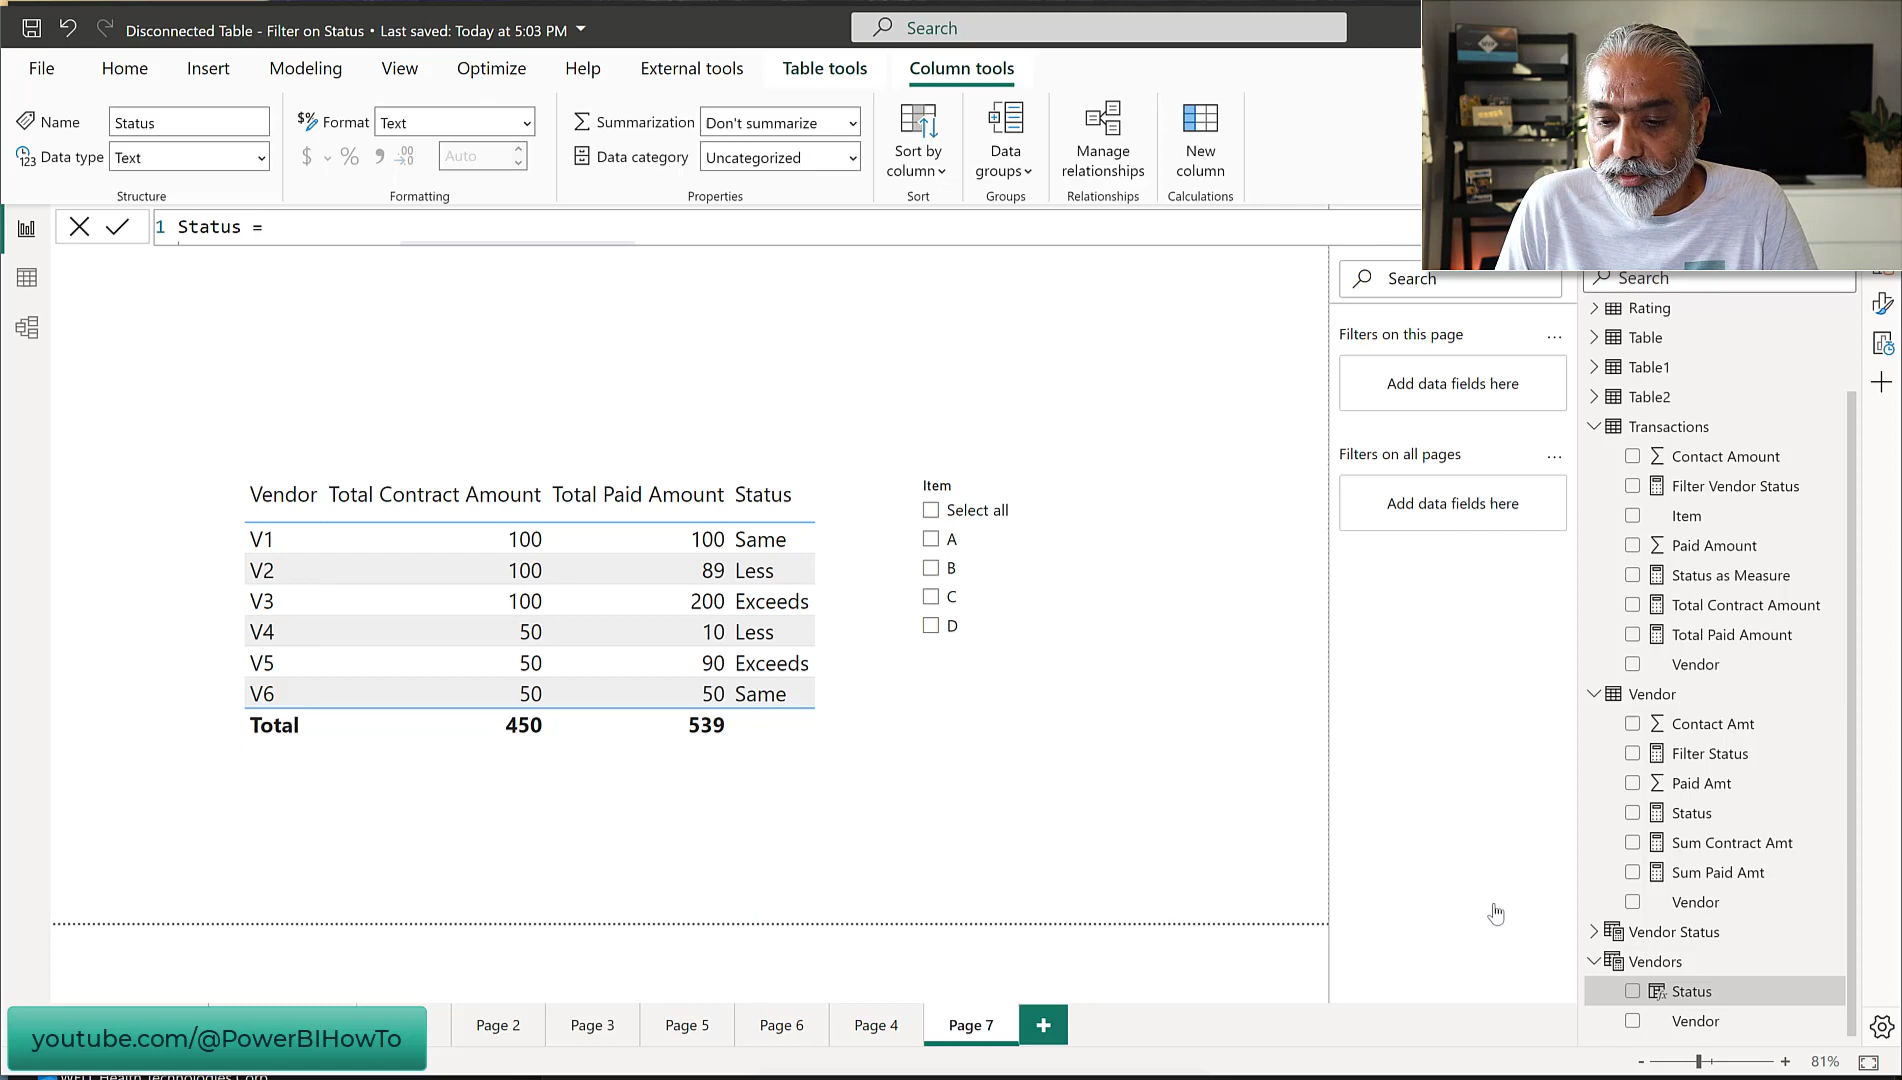 Disconnected Table - Filter on Status • Last saved: Today at 5:03 PM
Search
File Home Insert Modeling View Optimize Help External tools Table tools Column tools
Name Status
Format Text
Summarization Don't summarize
Data type Text
$ % 9 .00 Auto
Data category Uncategorized
Sort by column
Data groups
Manage relationships
New column
Structure Formatting Properties Sort Groups Relationships Calculations
1 Status =
Search
Filters on this page ...
Add data fields here
Filters on all pages ...
Add data fields here
Vendor Total Contract Amount Total Paid Amount Status
V1 100 100 Same
V2 100 89 Less
V3 100 200 Exceeds
V4 50 10 Less
V5 50 90 Exceeds
V6 50 50 Same
Total 450 539
Item
Select all
A
B
C
D
Search
Rating
Table
Table1
Table2
Transactions
Contact Amount
Filter Vendor Status
Item
Paid Amount
Status as Measure
Total Contract Amount
Total Paid Amount
Vendor
Vendor
Contact Amt
Filter Status
Paid Amt
Status
Sum Contract Amt
Sum Paid Amt
Vendor
Vendor Status
Vendors
Status
Vendor
youtube.com/@PowerBIHowTo
Page 2 Page 3 Page 5 Page 6 Page 4 Page 7 +
- + 81%